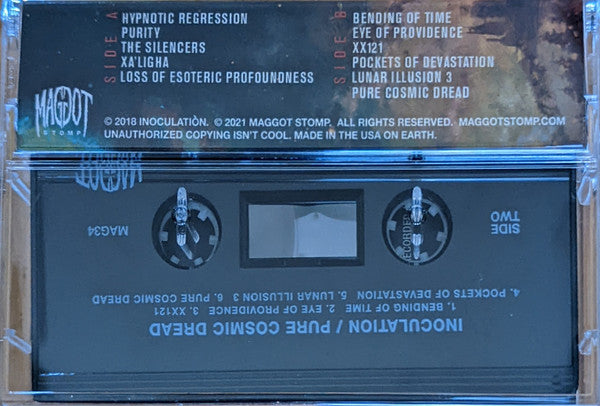 SIDE A
HYPNOTIC REGRESSION
PURITY
THE SILENCERS
XA'LIGHA
LOSS OF ESOTERIC PROFOUNDNESS
SIDE B
BENDING OF TIME
EYE OF PROVIDENCE
XX121
POCKETS OF DEVASTATION
LUNAR ILLUSION 3
PURE COSMIC DREAD
MAGGOT
STOMP
© 2018 INOCULATION. © 2021 MAGGOT STOMP. ALL RIGHTS RESERVED. MAGGOTSTOMP.COM
UNAUTHORIZED COPYING ISN'T COOL. MADE IN THE USA ON EARTH.
MAGGOT
SIDE
TWO
MAG34
RECORDER
INOCULATION / PURE COSMIC DREAD
1. BENDING OF TIME 2. EYE OF PROVIDENCE 3. XX121
4. POCKETS OF DEVASTATION 5. LUNAR ILLUSION 3 6. PURE COSMIC DREAD